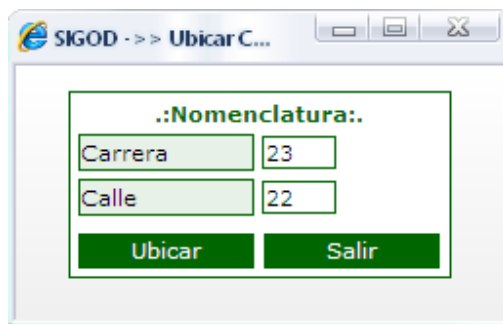 SIGOD ->> Ubicar C...
.:Nomenclatura:.
Carrera 23
Calle 22
Ubicar Salir